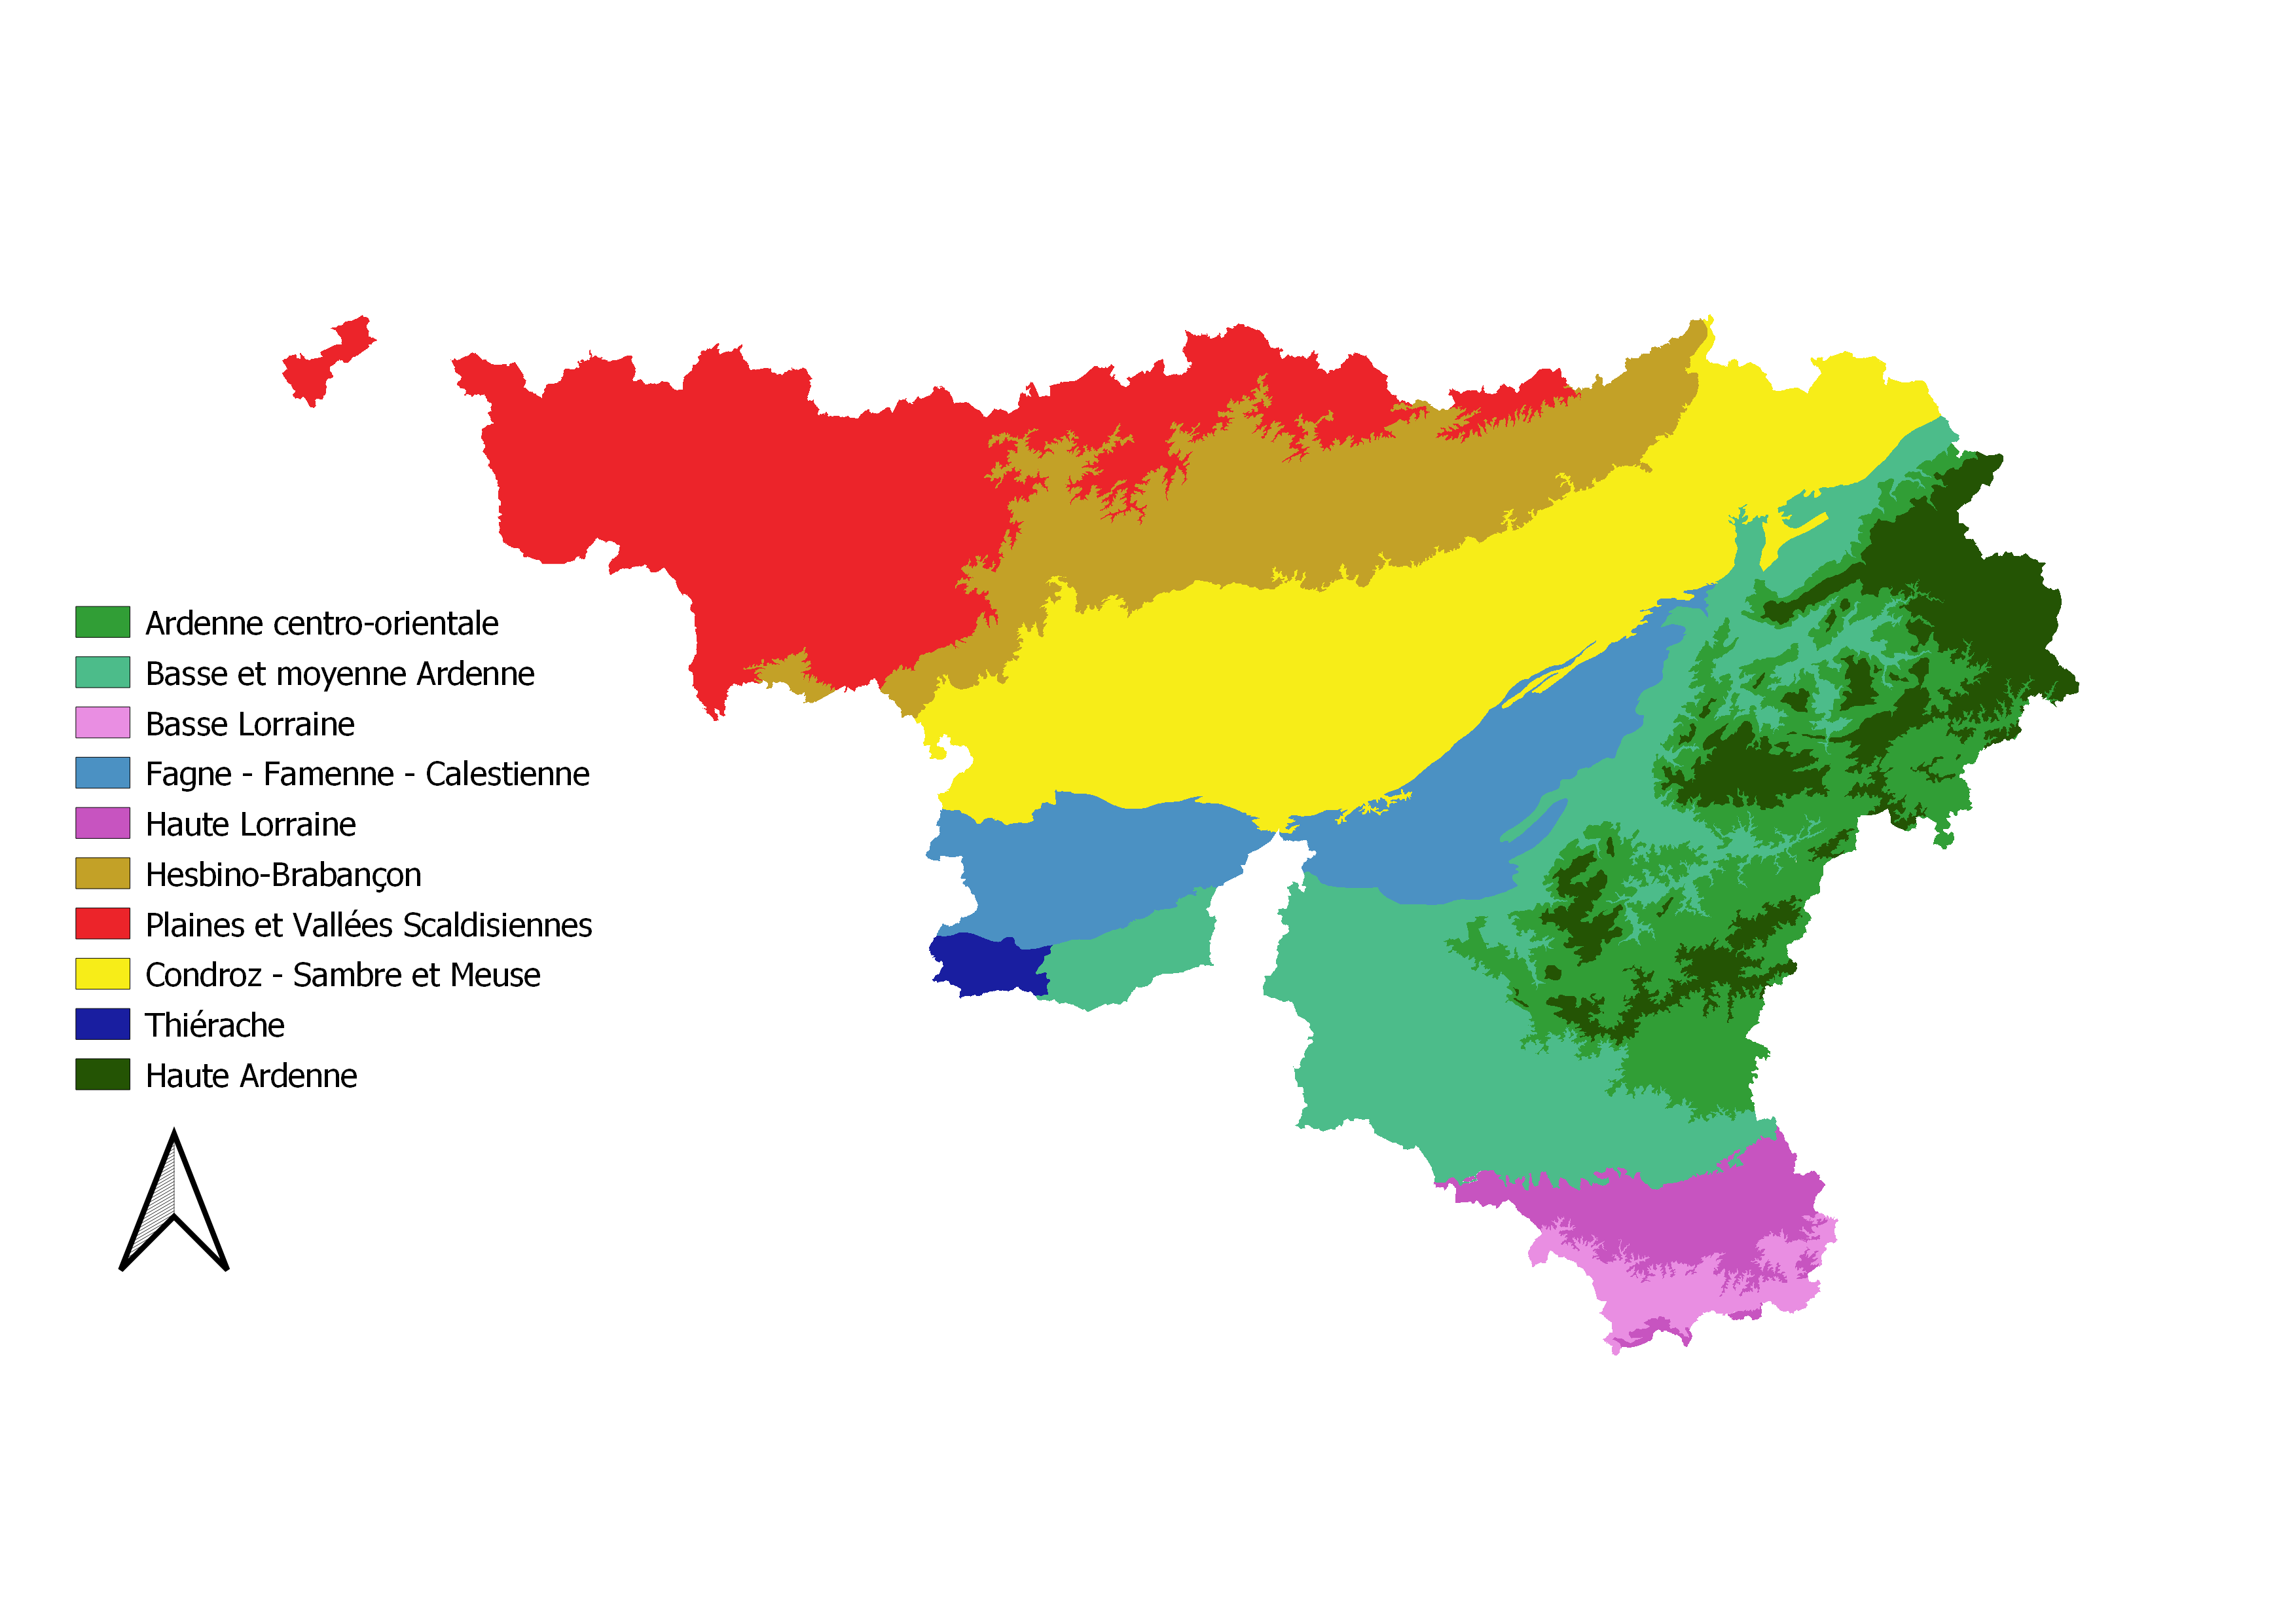 Ardenne centro-orientale
Basse et moyenne Ardenne
Basse Lorraine
Fagne - Famenne - Calestienne
Haute Lorraine
Hesbino-Brabançon
Plaines et Vallées Scaldisiennes
Condroz - Sambre et Meuse
Thiérache
Haute Ardenne